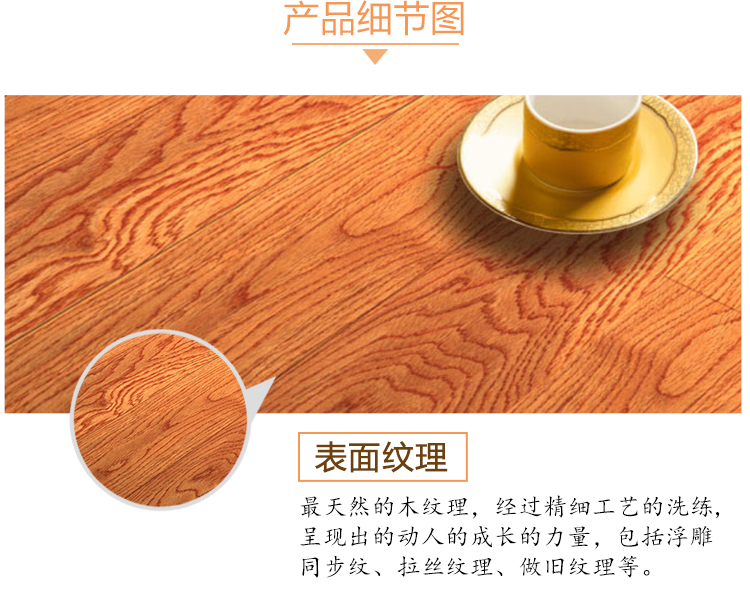 产品细节图
表面纹理
最天然的木纹理，经过精细工艺的洗练，
呈现出的动人的成长的力量，包括浮雕
同步纹、拉丝纹理、做旧纹理等。